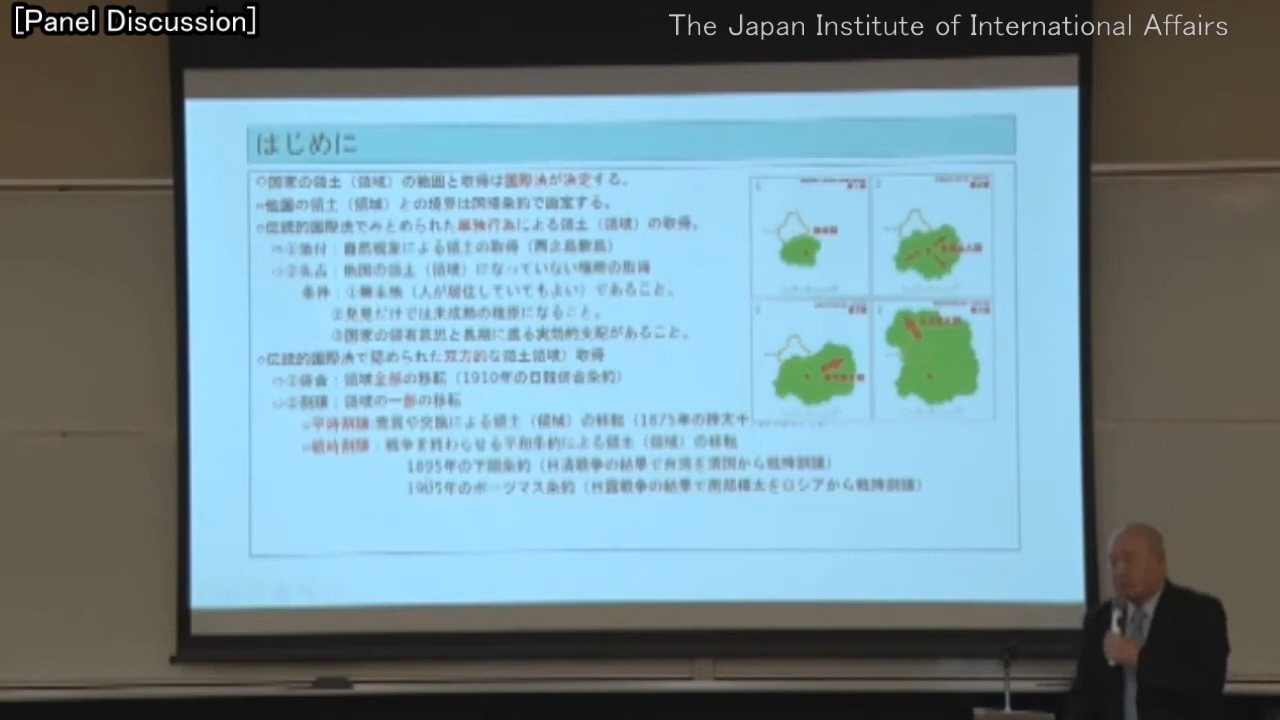 [Panel Discussion]
The Japan Institute of International Affairs
はじめに
○国家の領土（領域）の範囲と取得は国際法が決定する。
○他国の領土（領域）との境界は国境条約で画定する。
○伝統的国際法でみとめられた単独行為による領土（領域）の取得。
⇨①添付：自然現象による領土の取得（西之島新島）
⇨②先占：他国の領土（領域）になっていない場所の取得
条件：①無主地（人が居住していてもよい）であること。
②発見だけでは未成熟の権原になること。
③国家の領有意思と長期に渡る実効的支配があること。
○伝統的国際法で認められた双方的な領土領域）取得
⇨①併合：領域全部の移転（1910年の日韓併合条約）
⇨②割譲：領域の一部の移転
○平時割譲:売買や交換による領土（領域）の移転（1875年の樺太千
○戦時割譲：戦争を終わらせる平和条約による領土（領域）の移転
1895年の下関条約（日清戦争の結果で台湾を清国から戦時割譲）
1905年のポーツマス条約（日露戦争の結果で南部樺太をロシアから戦時割譲）